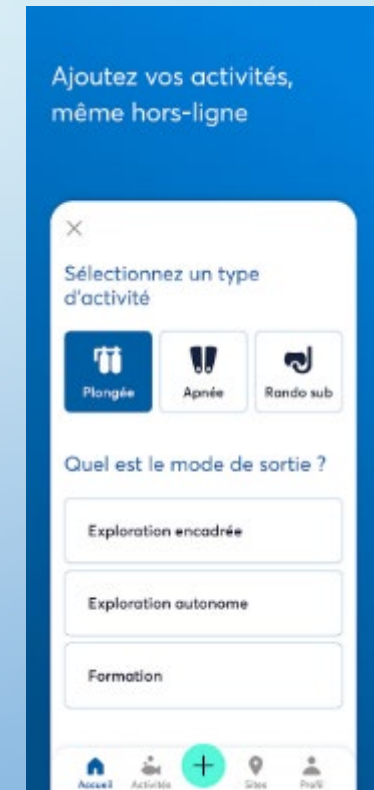 Ajoutez vos activités,
même hors-ligne
Sélectionnez un type
d'activité
Plongée
Apnée
Rando sub
Quel est le mode de sortie ?
Exploration encadrée
Exploration autonome
Formation
Accueil
Activités
Sites
Profil